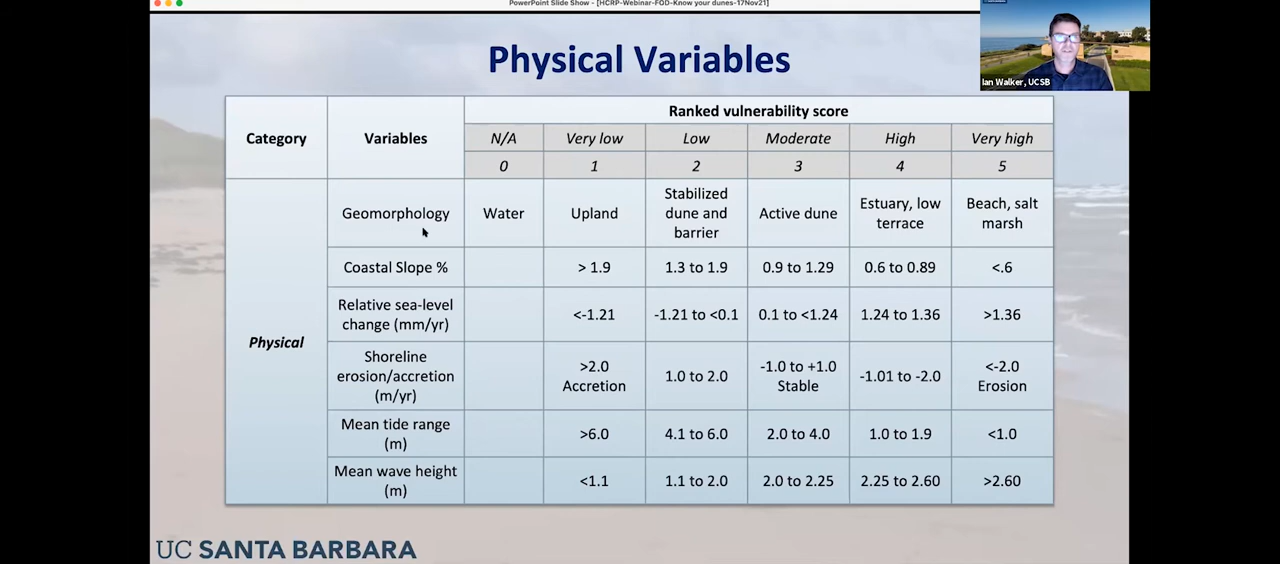 PowerPoint Slide Show - [HCRP-Webinar-FOD-Know your dunes-17Nov21]
Physical Variables
Ian Walker, UCSB
Category Variables Ranked vulnerability score
N/A Very low Low Moderate High Very high
0 1 2 3 4 5
Physical
Geomorphology Water Upland Stabilized dune and barrier Active dune Estuary, low terrace Beach, salt marsh
Coastal Slope % > 1.9 1.3 to 1.9 0.9 to 1.29 0.6 to 0.89 <.6
Relative sea-level change (mm/yr) <-1.21 -1.21 to <0.1 0.1 to <1.24 1.24 to 1.36 >1.36
Shoreline erosion/accretion (m/yr) >2.0 Accretion 1.0 to 2.0 -1.0 to +1.0 Stable -1.01 to -2.0 <-2.0 Erosion
Mean tide range (m) >6.0 4.1 to 6.0 2.0 to 4.0 1.0 to 1.9 <1.0
Mean wave height (m) <1.1 1.1 to 2.0 2.0 to 2.25 2.25 to 2.60 >2.60
UC SANTA BARBARA